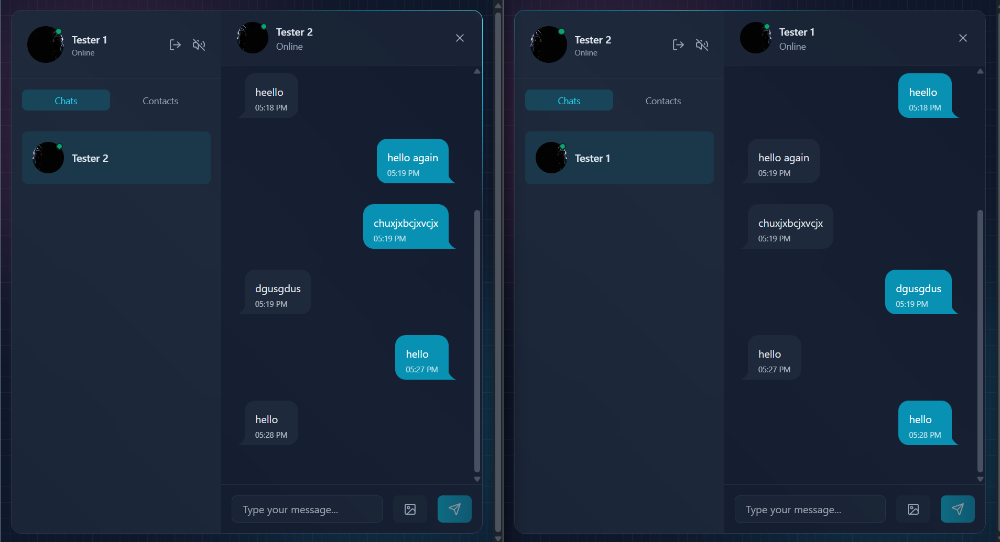 Tester 1
Online
Chats
Contacts
Tester 2
Tester 2
Online
heello
05:18 PM
hello again
05:19 PM
chuxjxbcjxvcjx
05:19 PM
dgusgdus
05:19 PM
hello
05:27 PM
hello
05:28 PM
Type your message...
Tester 2
Online
Chats
Contacts
Tester 1
Tester 1
Online
heello
05:18 PM
hello again
05:19 PM
chuxjxbcjxvcjx
05:19 PM
dgusgdus
05:19 PM
hello
05:27 PM
hello
05:28 PM
Type your message...